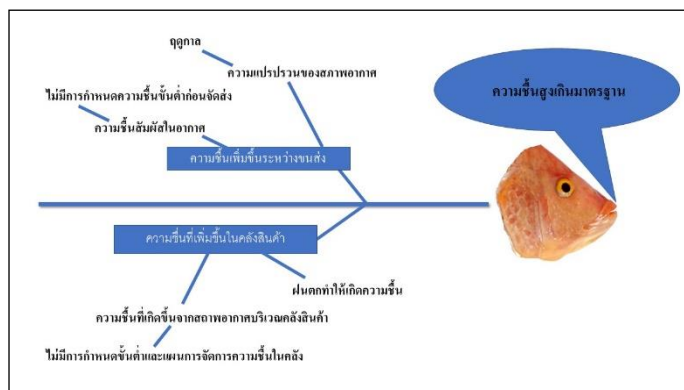 ฤดูกาล
ความแปรปรวนของสภาพอากาศ
ไม่มีการกำหนดความชื้นขั้นต่ำก่อนจัดส่ง
ความชื้นสัมผัสในอากาศ
ความชื้นเพิ่มขึ้นระหว่างขนส่ง
ความชื้นสูงเกินมาตรฐาน
ความชื่นที่เพิ่มขึ้นในคลังสินค้า
ฝนตกทำให้เกิดความชื้น
ความชื้นที่เกิดขึ้นจากสถาพอากาศบริเวณคลังสินค้า
ไม่มีการกำหนดขั้นต่ำและแผนการจัดการความชื้นในคลัง